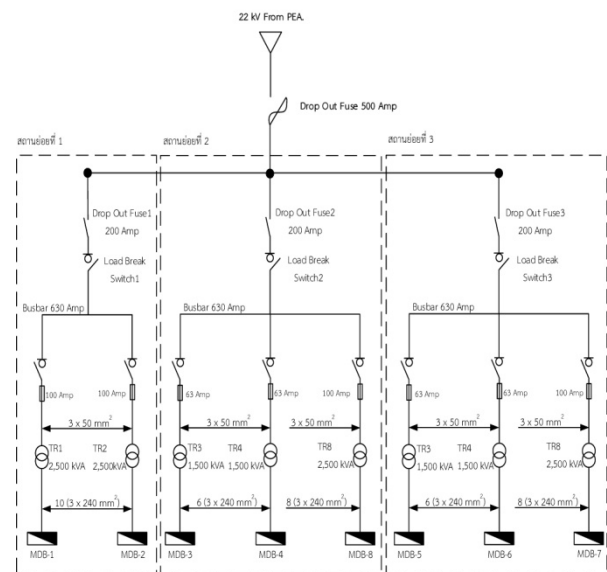 22 kV From PEA.
Drop Out Fuse 500 Amp
สถานย่อยที่ 1
สถานย่อยที่ 2
สถานย่อยที่ 3
Drop Out Fuse1
200 Amp
Drop Out Fuse2
200 Amp
Drop Out Fuse3
200 Amp
Load Break
Switch1
Load Break
Switch2
Load Break
Switch3
Busbar 630 Amp
Busbar 630 Amp
Busbar 630 Amp
100 Amp
100 Amp
63 Amp
63 Amp
100 Amp
63 Amp
63 Amp
100 Amp
3 x 50 mm²
3 x 50 mm²
3 x 50 mm²
3 x 50 mm²
3 x 50 mm²
TR1
2,500 kVA
TR2
2,500kVA
TR3
1,500 kVA
TR4
1,500 kVA
TR8
2,500 kVA
TR3
1,500 kVA
TR4
1,500 kVA
TR8
2,500 kVA
10 (3 x 240 mm²)
6 (3 x 240 mm²)
8 (3 x 240 mm²)
6 (3 x 240 mm²)
8 (3 x 240 mm²)
MDB-1
MDB-2
MDB-3
MDB-4
MDB-8
MDB-5
MDB-6
MDB-7